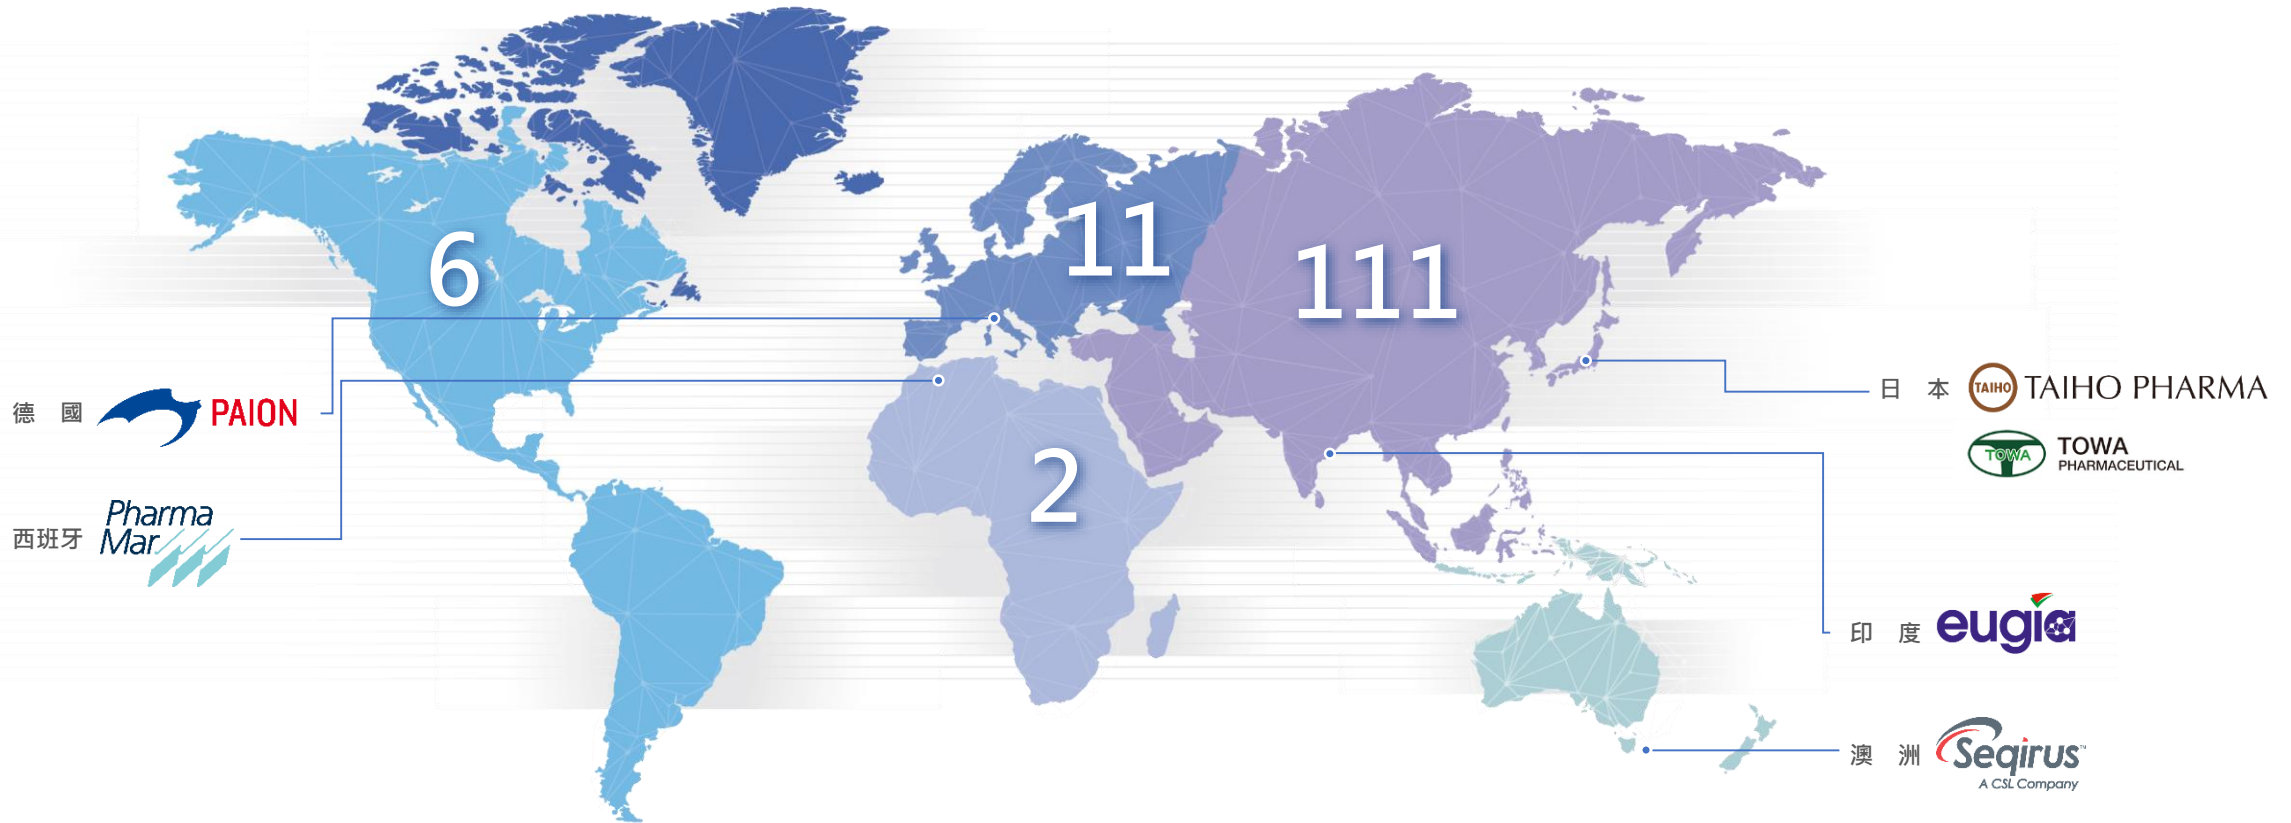 6
11
111
2
德國 PAION
西班牙 Pharma
Mar
日本 TAIHO TAIHO PHARMA
TOWA TOWA
PHARMACEUTICAL
印度 eugia
澳洲 Seqirus™
A CSL Company